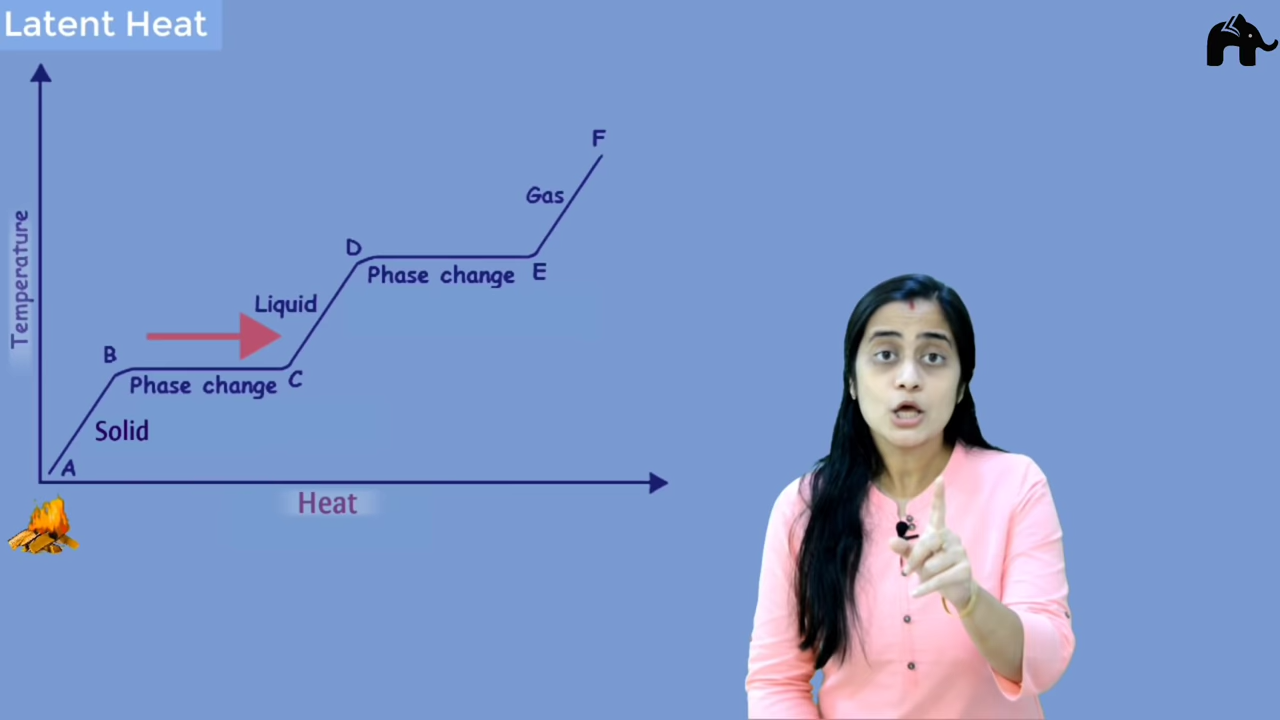 Latent Heat
Temperature
F
Gas
D
Phase change
E
Liquid
B
Phase change
C
Solid
A
Heat